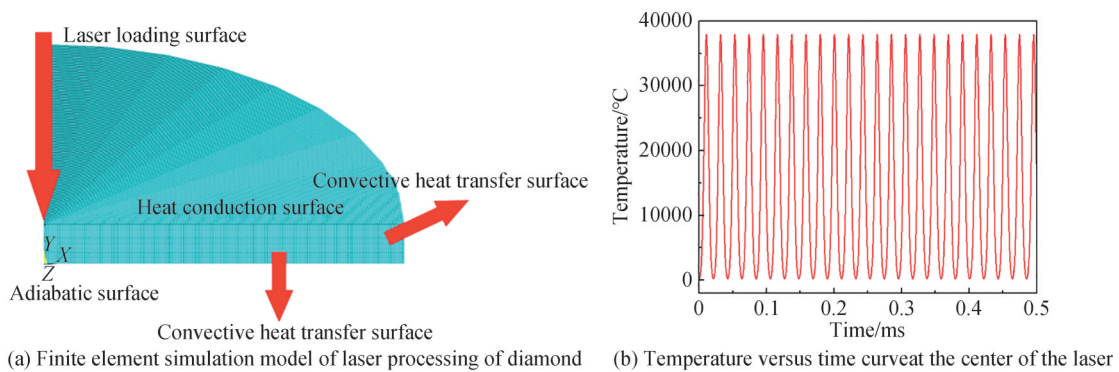 Laser loading surface
Convective heat transfer surface
Heat conduction surface
Y
X
Z
Adiabatic surface
Convective heat transfer surface
(a) Finite element simulation model of laser processing of diamond
40000
30000
20000
10000
0
Temperature/°C
0 0.1 0.2 0.3 0.4 0.5
Time/ms
(b) Temperature versus time curveat the center of the laser